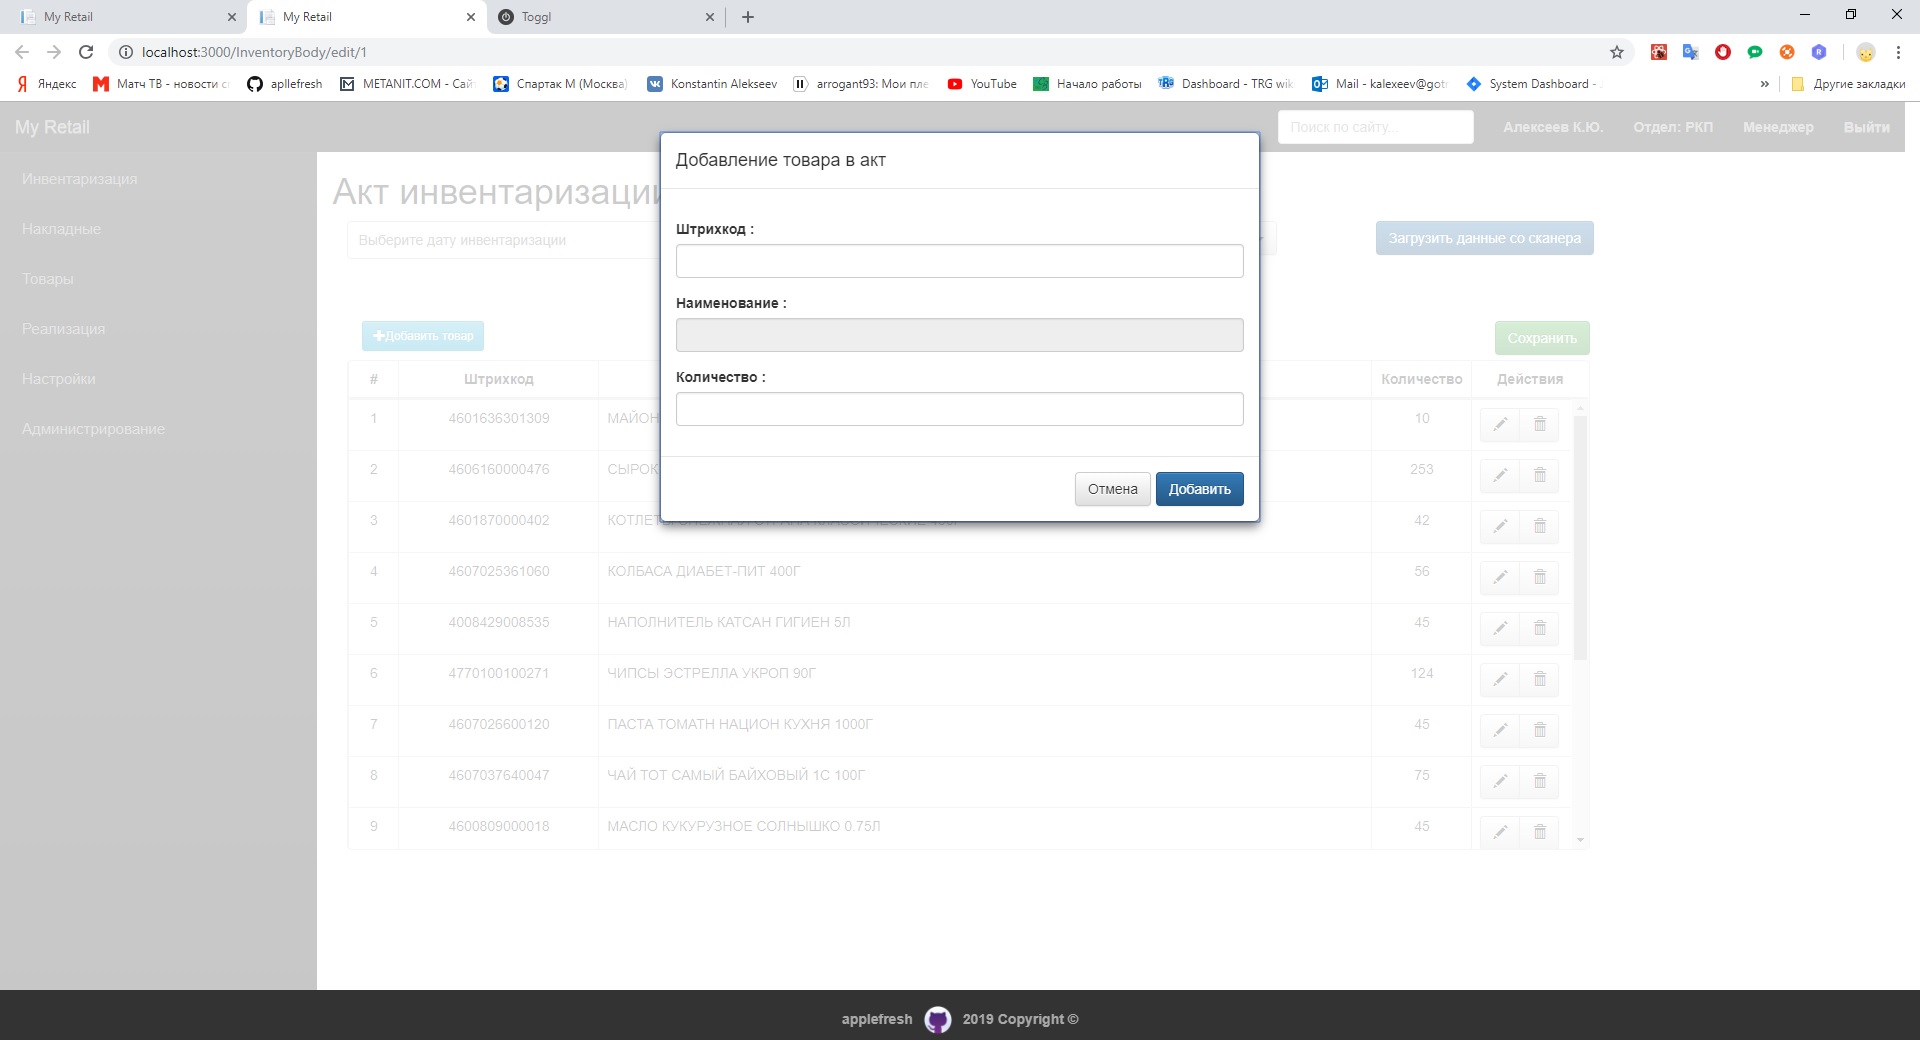 My Retail
My Retail
Toggl
localhost:3000/InventoryBody/edit/1
Яндекс
Матч ТВ - новости с
apllefresh
METANIT.COM - Сай
Спартак М (Москва)
Konstantin Alekseev
arrogant93: Мои пле
YouTube
Начало работы
Dashboard - TRG wik
Mail - kalexeev@got
System Dashboard -
»
Другие закладки
My Retail
Поиск по сайту...
Алексеев К.Ю.
Отдел: РКП
Менеджер
Выйти
Инвентаризация
Накладные
Товары
Реализация
Настройки
Администрирование
Акт инвентаризации
Выберите дату инвентаризации
Загрузить данные со сканера
Добавление товара в акт
Штрихкод :
Наименование :
Количество :
Отмена
Добавить
+Добавить товар
Сохранить
# Штрихкод Количество Действия
1 4601636301309 МАЙОН 10
2 4606160000476 СЫРОК 253
3 4601870000402 КОТЛЕТ 42
4 4607025361060 КОЛБАСА ДИАБЕТ-ПИТ 400Г 56
5 4008429008535 НАПОЛНИТЕЛЬ КАТСАН ГИГИЕН 5Л 45
6 4770100100271 ЧИПСЫ ЭСТРЕЛЛА УКРОП 90Г 124
7 4607026600120 ПАСТА ТОМАТН НАЦИОН КУХНЯ 1000Г 45
8 4607037640047 ЧАЙ ТОТ САМЫЙ БАЙХОВЫЙ 1С 100Г 75
9 4600809000018 МАСЛО КУКУРУЗНОЕ СОЛНЫШКО 0.75Л 45
applefresh 2019 Copyright ©